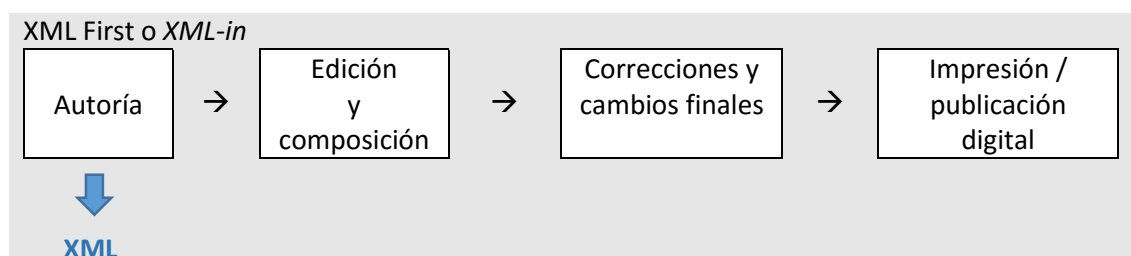 XML First o XML-in
Autoría
→
Edición
y
composición
→
Correcciones y
cambios finales
→
Impresión /
publicación
digital
XML